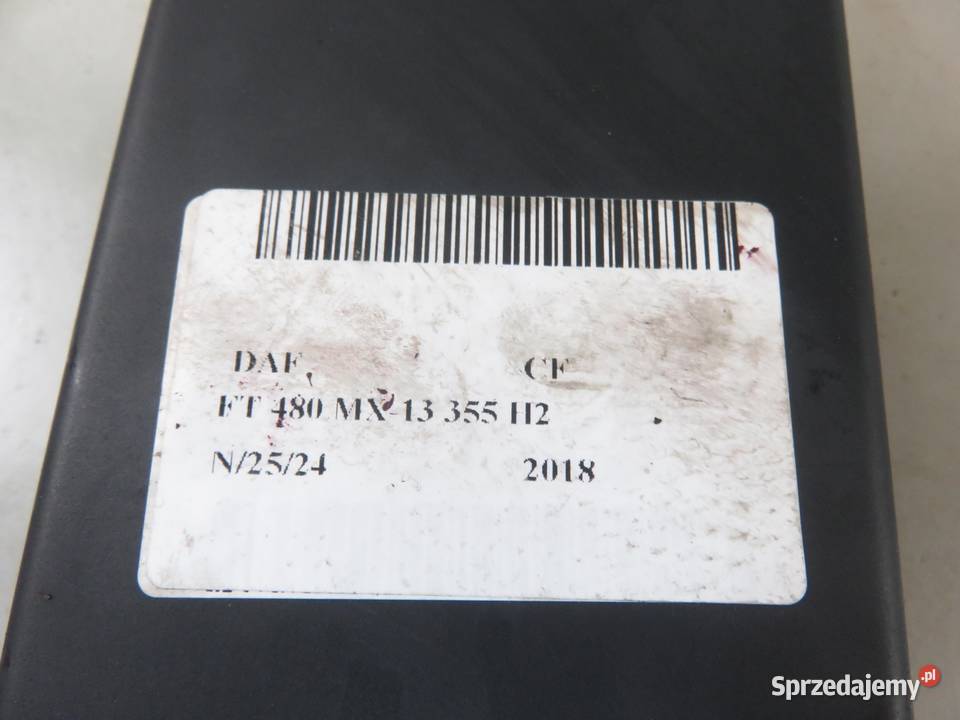 DAF CF
FT 480 MX-13 355 H2
N/25/24 2018
Sprzedajemy.pl